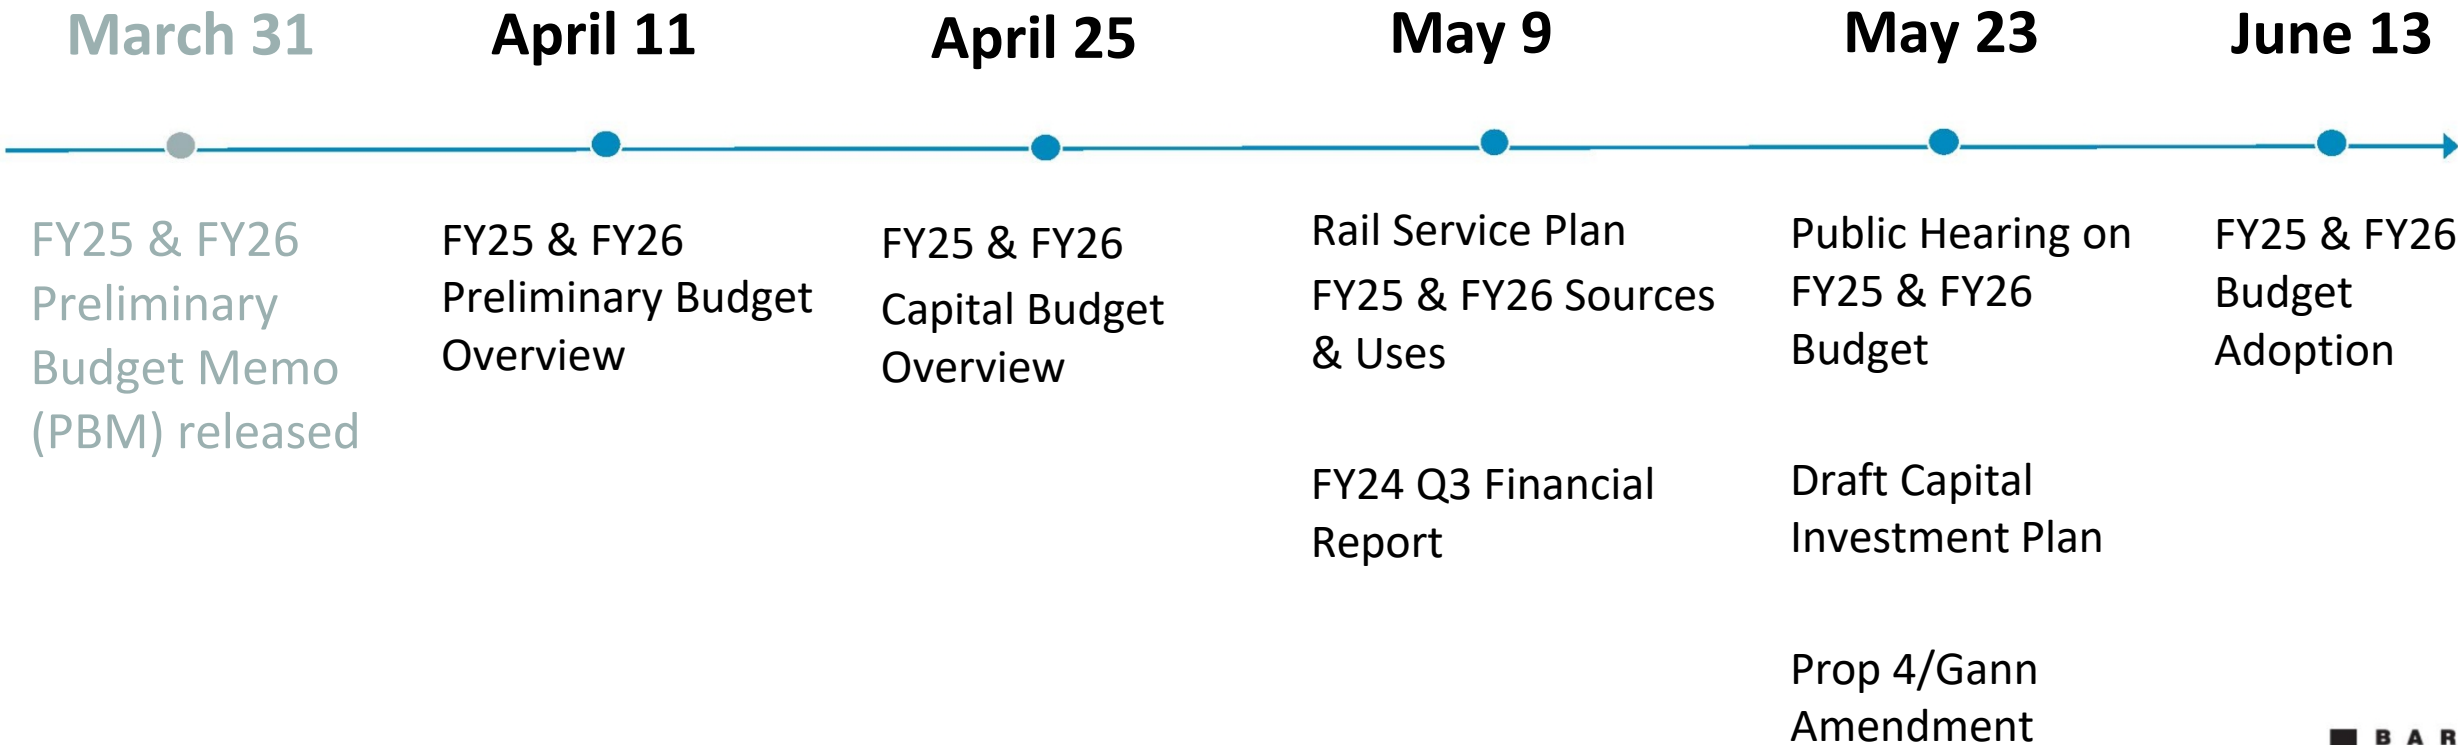 March 31
April 11
April 25
May 9
May 23
June 13
FY25 & FY26
Preliminary
Budget Memo
(PBM) released
FY25 & FY26
Preliminary Budget
Overview
FY25 & FY26
Capital Budget
Overview
Rail Service Plan
FY25 & FY26 Sources
& Uses
FY24 Q3 Financial
Report
Public Hearing on
FY25 & FY26
Budget
Draft Capital
Investment Plan
Prop 4/Gann
Amendment
FY25 & FY26
Budget
Adoption
B A R